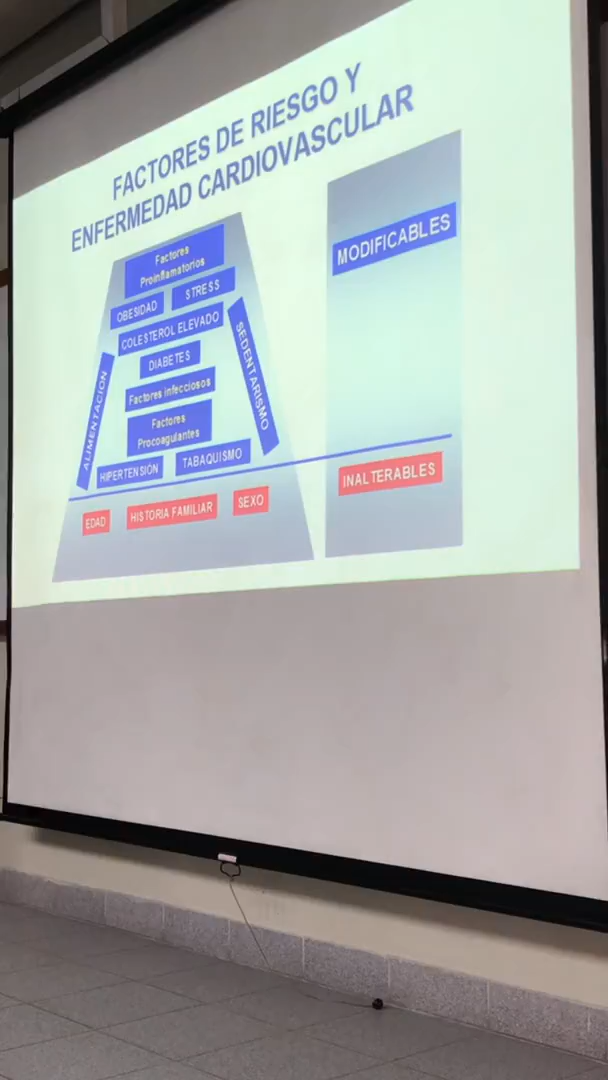 FACTORES DE RIESGO Y
ENFERMEDAD CARDIOVASCULAR
Factores
Proinflamatorios
OBESIDAD
STRESS
COLESTEROL ELEVADO
DIABETES
Factores infecciosos
Factores
Procoagulantes
ALIMENTACION
SEDENTARISMO
HIPERTENSIÓN
TABAQUISMO
EDAD
HISTORIA FAMILIAR
SEXO
MODIFICABLES
INALTERABLES